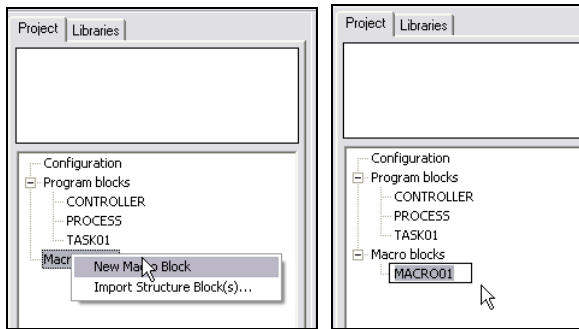 Project Libraries
Configuration
Program blocks
CONTROLLER
PROCESS
TASK01
New Macro Block
Import Structure Block(s)...
Project Libraries
Configuration
Program blocks
CONTROLLER
PROCESS
TASK01
Macro blocks
MACRO01